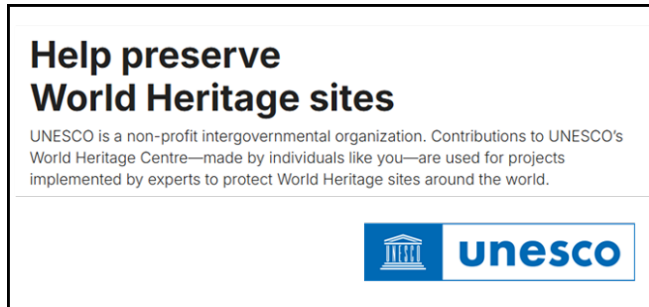 Help preserve
World Heritage sites
UNESCO is a non-profit intergovernmental organization. Contributions to UNESCO's
World Heritage Centre—made by individuals like you—are used for projects
implemented by experts to protect World Heritage sites around the world.
UNESCO
unesco